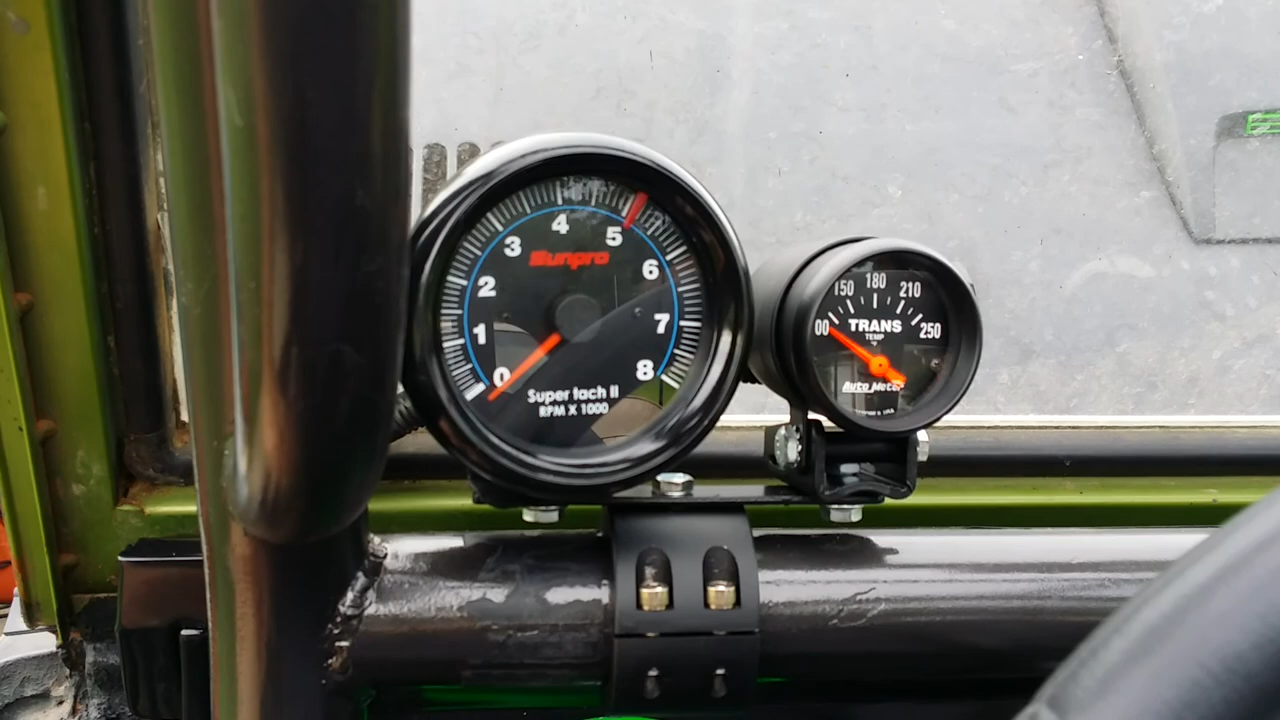 0
1
2
3
4
5
6
7
8
Sunpro
Super tach II
RPM X 1000
00
150
180
210
250
TRANS
TEMP
°F
Auto Meter